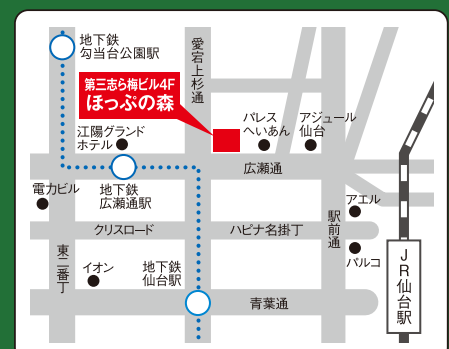 地下鉄
勾当台公園駅
愛宕上杉通
第三志ら梅ビル4F
ほっぷの森
江陽グランド
ホテル
パレス
へいあん
アジュール
仙台
広瀬通
電力ビル
地下鉄
広瀬通駅
アエル
駅前通
クリスロード
ハピナ名掛丁
パルコ
JR仙台駅
東二番丁
イオン
地下鉄
仙台駅
青葉通